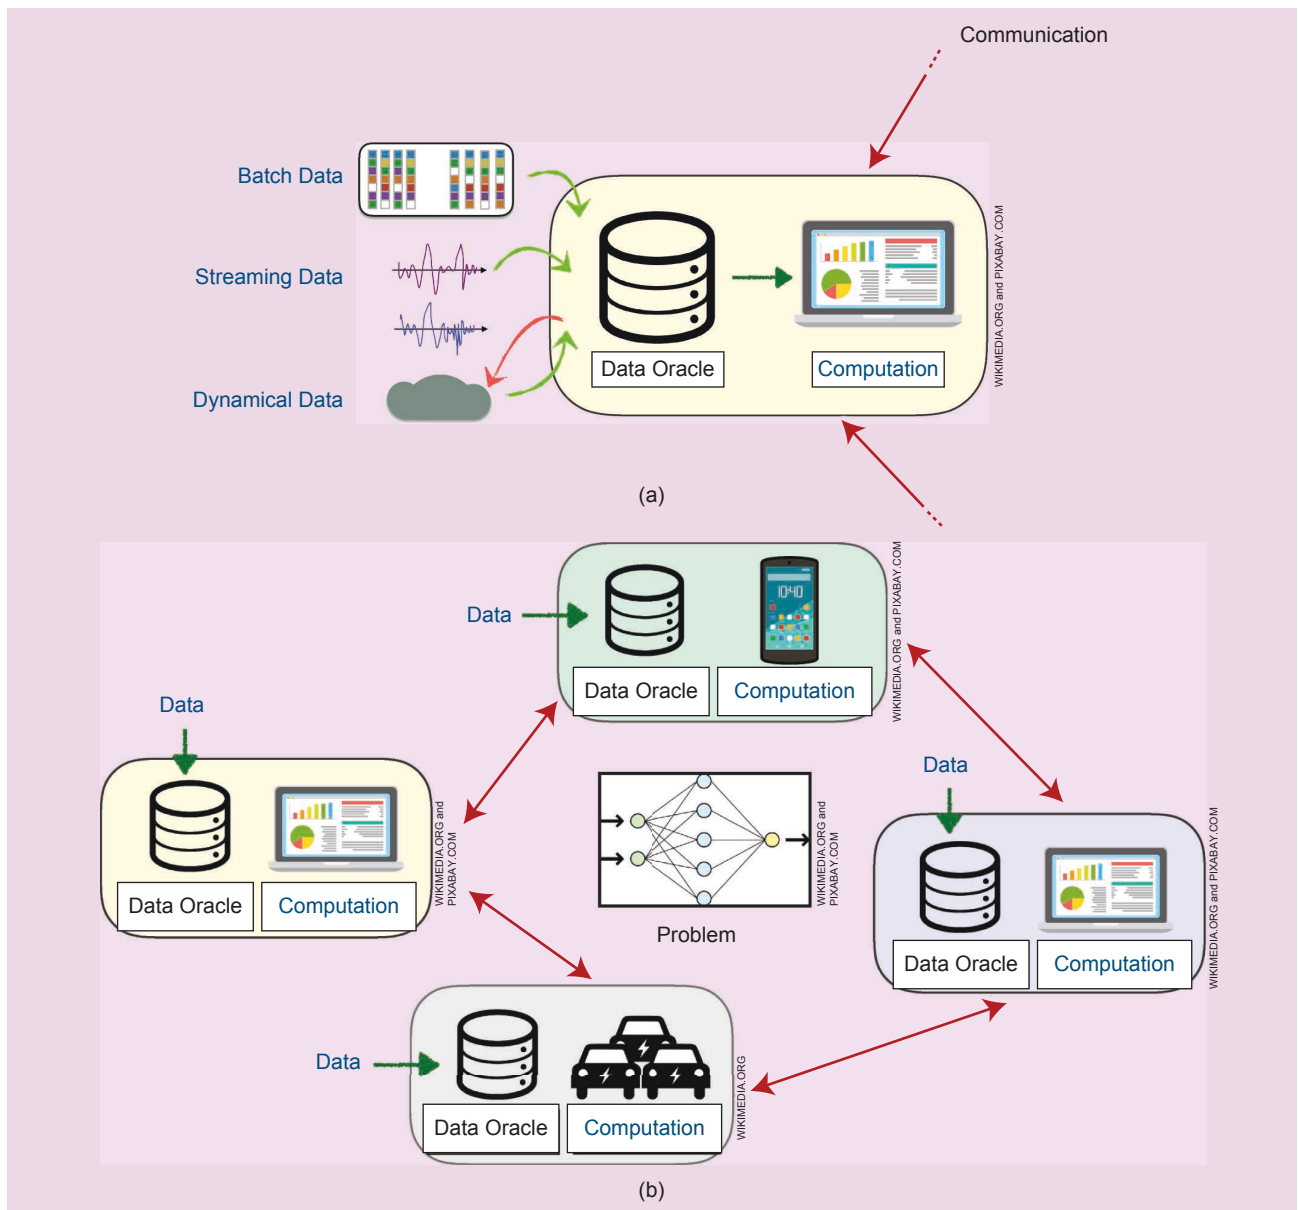 Communication
Batch Data
Streaming Data
Dynamical Data
Data Oracle
Computation
WIKIMEDIA.ORG and PIXABAY.COM
(a)
Data
10:40
Data Oracle
Computation
WIKIMEDIA.ORG and PIXABAY.COM
Data
Data Oracle
Computation
WIKIMEDIA.ORG and
PIXABAY.COM
WIKIMEDIA.ORG and
PIXABAY.COM
Problem
Data
Data Oracle
Computation
WIKIMEDIA.ORG and PIXABAY.COM
Data
Data Oracle
Computation
WIKIMEDIA.ORG
(b)